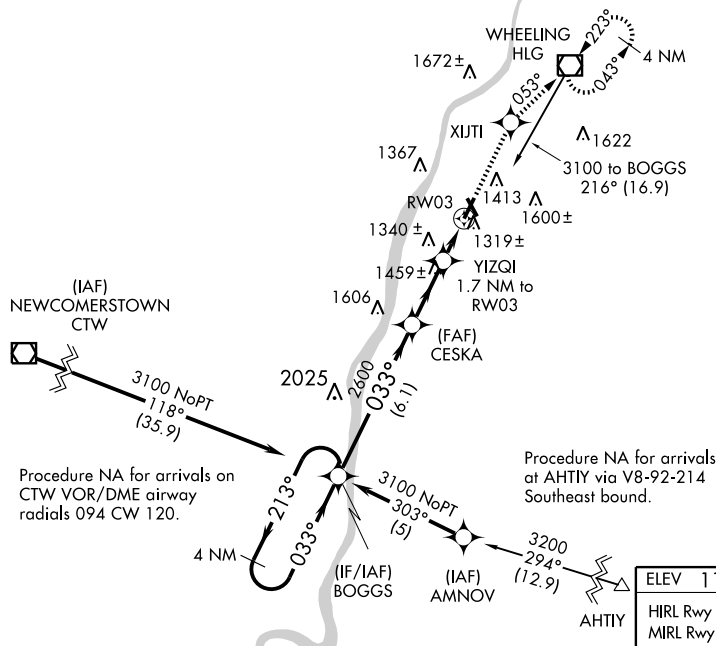 WHEELING
HLG
223°
043°
4 NM
1672±
053°
XIJTI
1622
3100 to BOGGS
216° (16.9)
1367
1413
RW03
1600±
1340 ±
1319±
1459±
YIZQI
1.7 NM to
RW03
1606
(FAF)
CESKA
(IAF)
NEWCOMERSTOWN
CTW
2025
2600
033°
(6.1)
3100 NoPT
118°
(35.9)
Procedure NA for arrivals on
CTW VOR/DME airway
radials 094 CW 120.
Procedure NA for arrivals
at AHTIY via V8-92-214
Southeast bound.
213°
033°
4 NM
3100 NoPT
303°
(5)
(IF/IAF)
BOGGS
(IAF)
AMNOV
3200
294°
(12.9)
AHTIY
ELEV
HIRL Rwy
MIRL Rwy